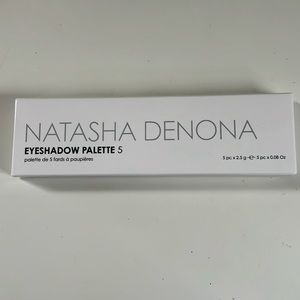 NATASHA DENONA
EYESHADOW PALETTE 5
palette de 5 fards à paupières
5 pc x 2.5 g ℮ 5 pc x 0.08 Oz